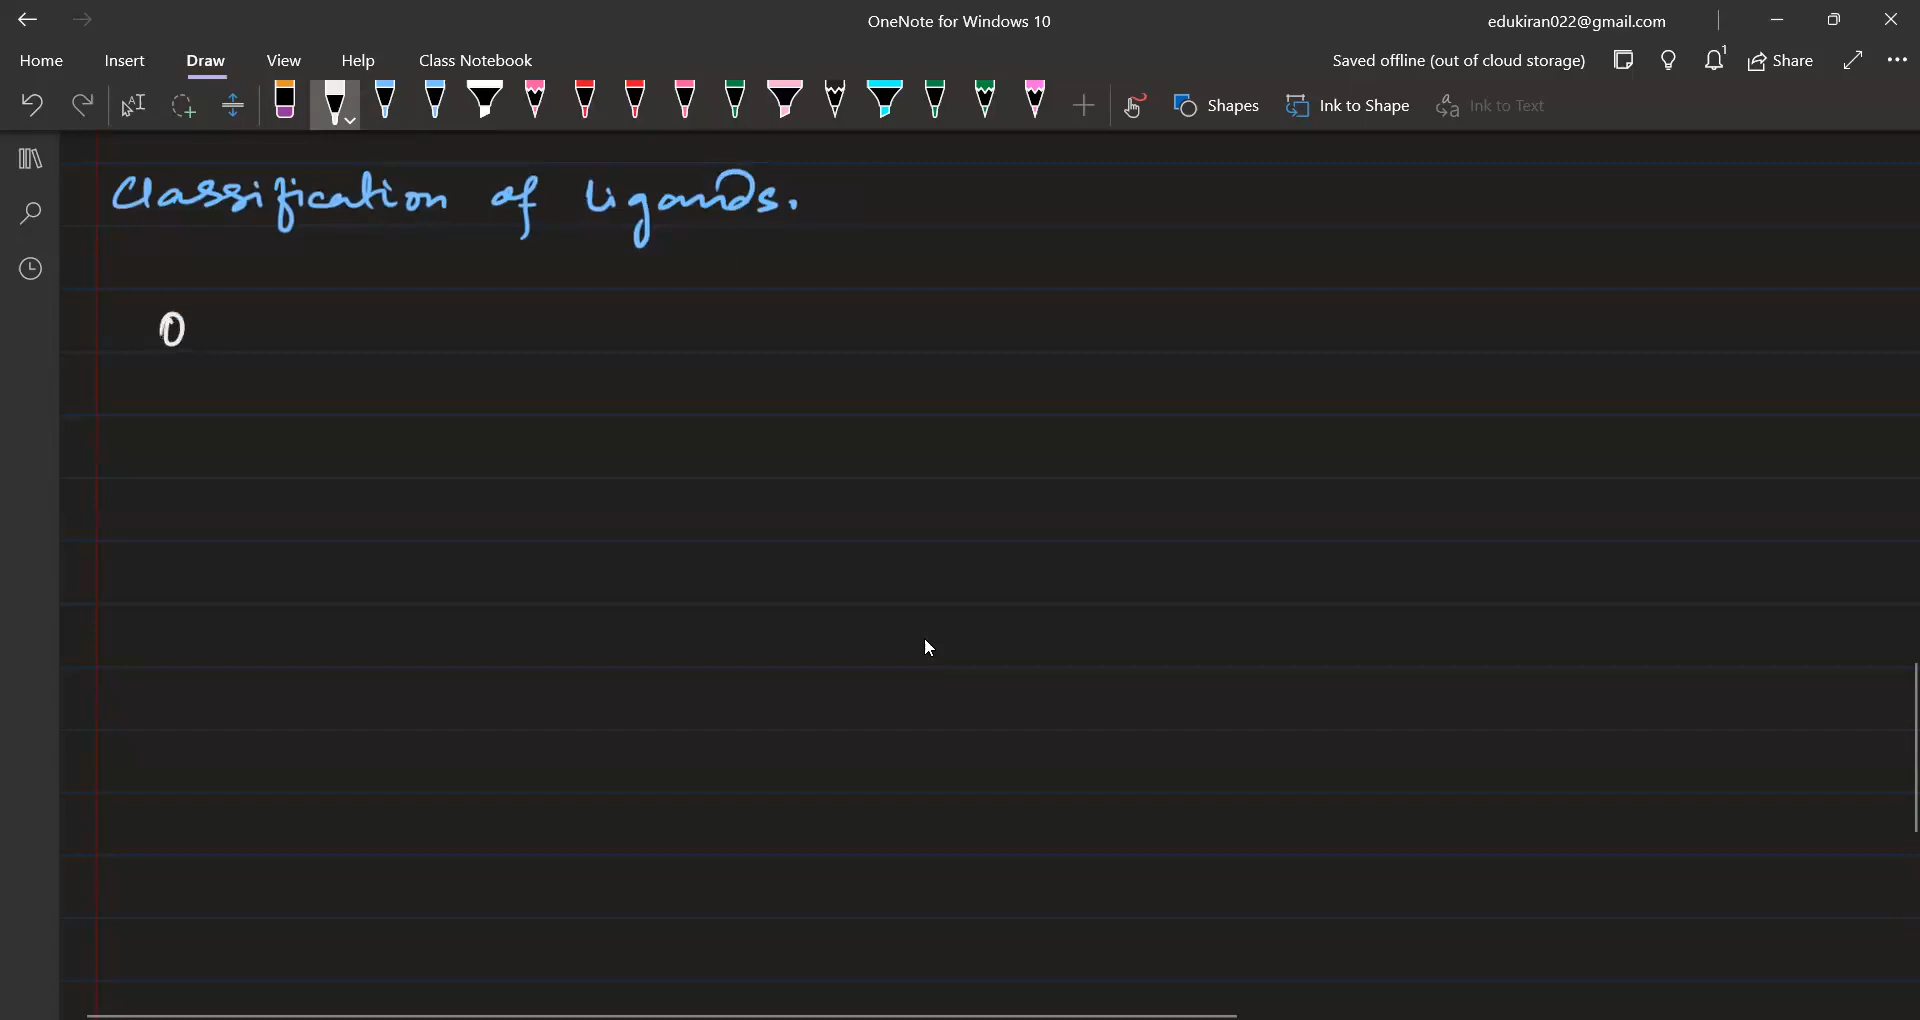 OneNote for Windows 10
edukiran022@gmail.com
Home Insert Draw View Help Class Notebook
Saved offline (out of cloud storage)
1
Share
Shapes Ink to Shape Ink to Text
Classification of ligands.